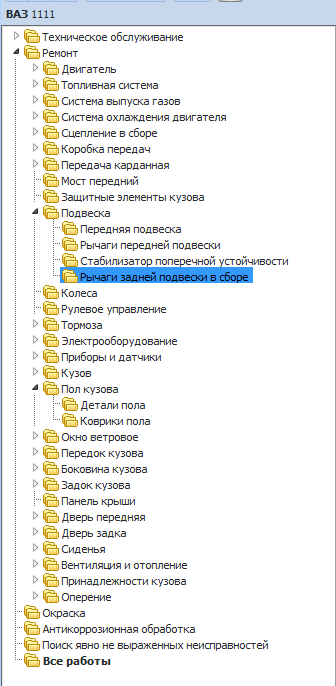 ВАЗ 1111
Техническое обслуживание
Ремонт
Двигатель
Топливная система
Система выпуска газов
Система охлаждения двигателя
Сцепление в сборе
Коробка передач
Передача карданная
Мост передний
Защитные элементы кузова
Подвеска
Передняя подвеска
Рычаги передней подвески
Стабилизатор поперечной устойчивости
Рычаги задней подвески в сборе
Колеса
Рулевое управление
Тормоза
Электрооборудование
Приборы и датчики
Кузов
Пол кузова
Детали пола
Коврики пола
Окно ветровое
Передок кузова
Боковина кузова
Задок кузова
Панель крыши
Дверь передняя
Дверь задка
Сиденья
Вентиляция и отопление
Принадлежности кузова
Оперение
Окраска
Антикоррозионная обработка
Поиск явно не выраженных неисправностей
Все работы